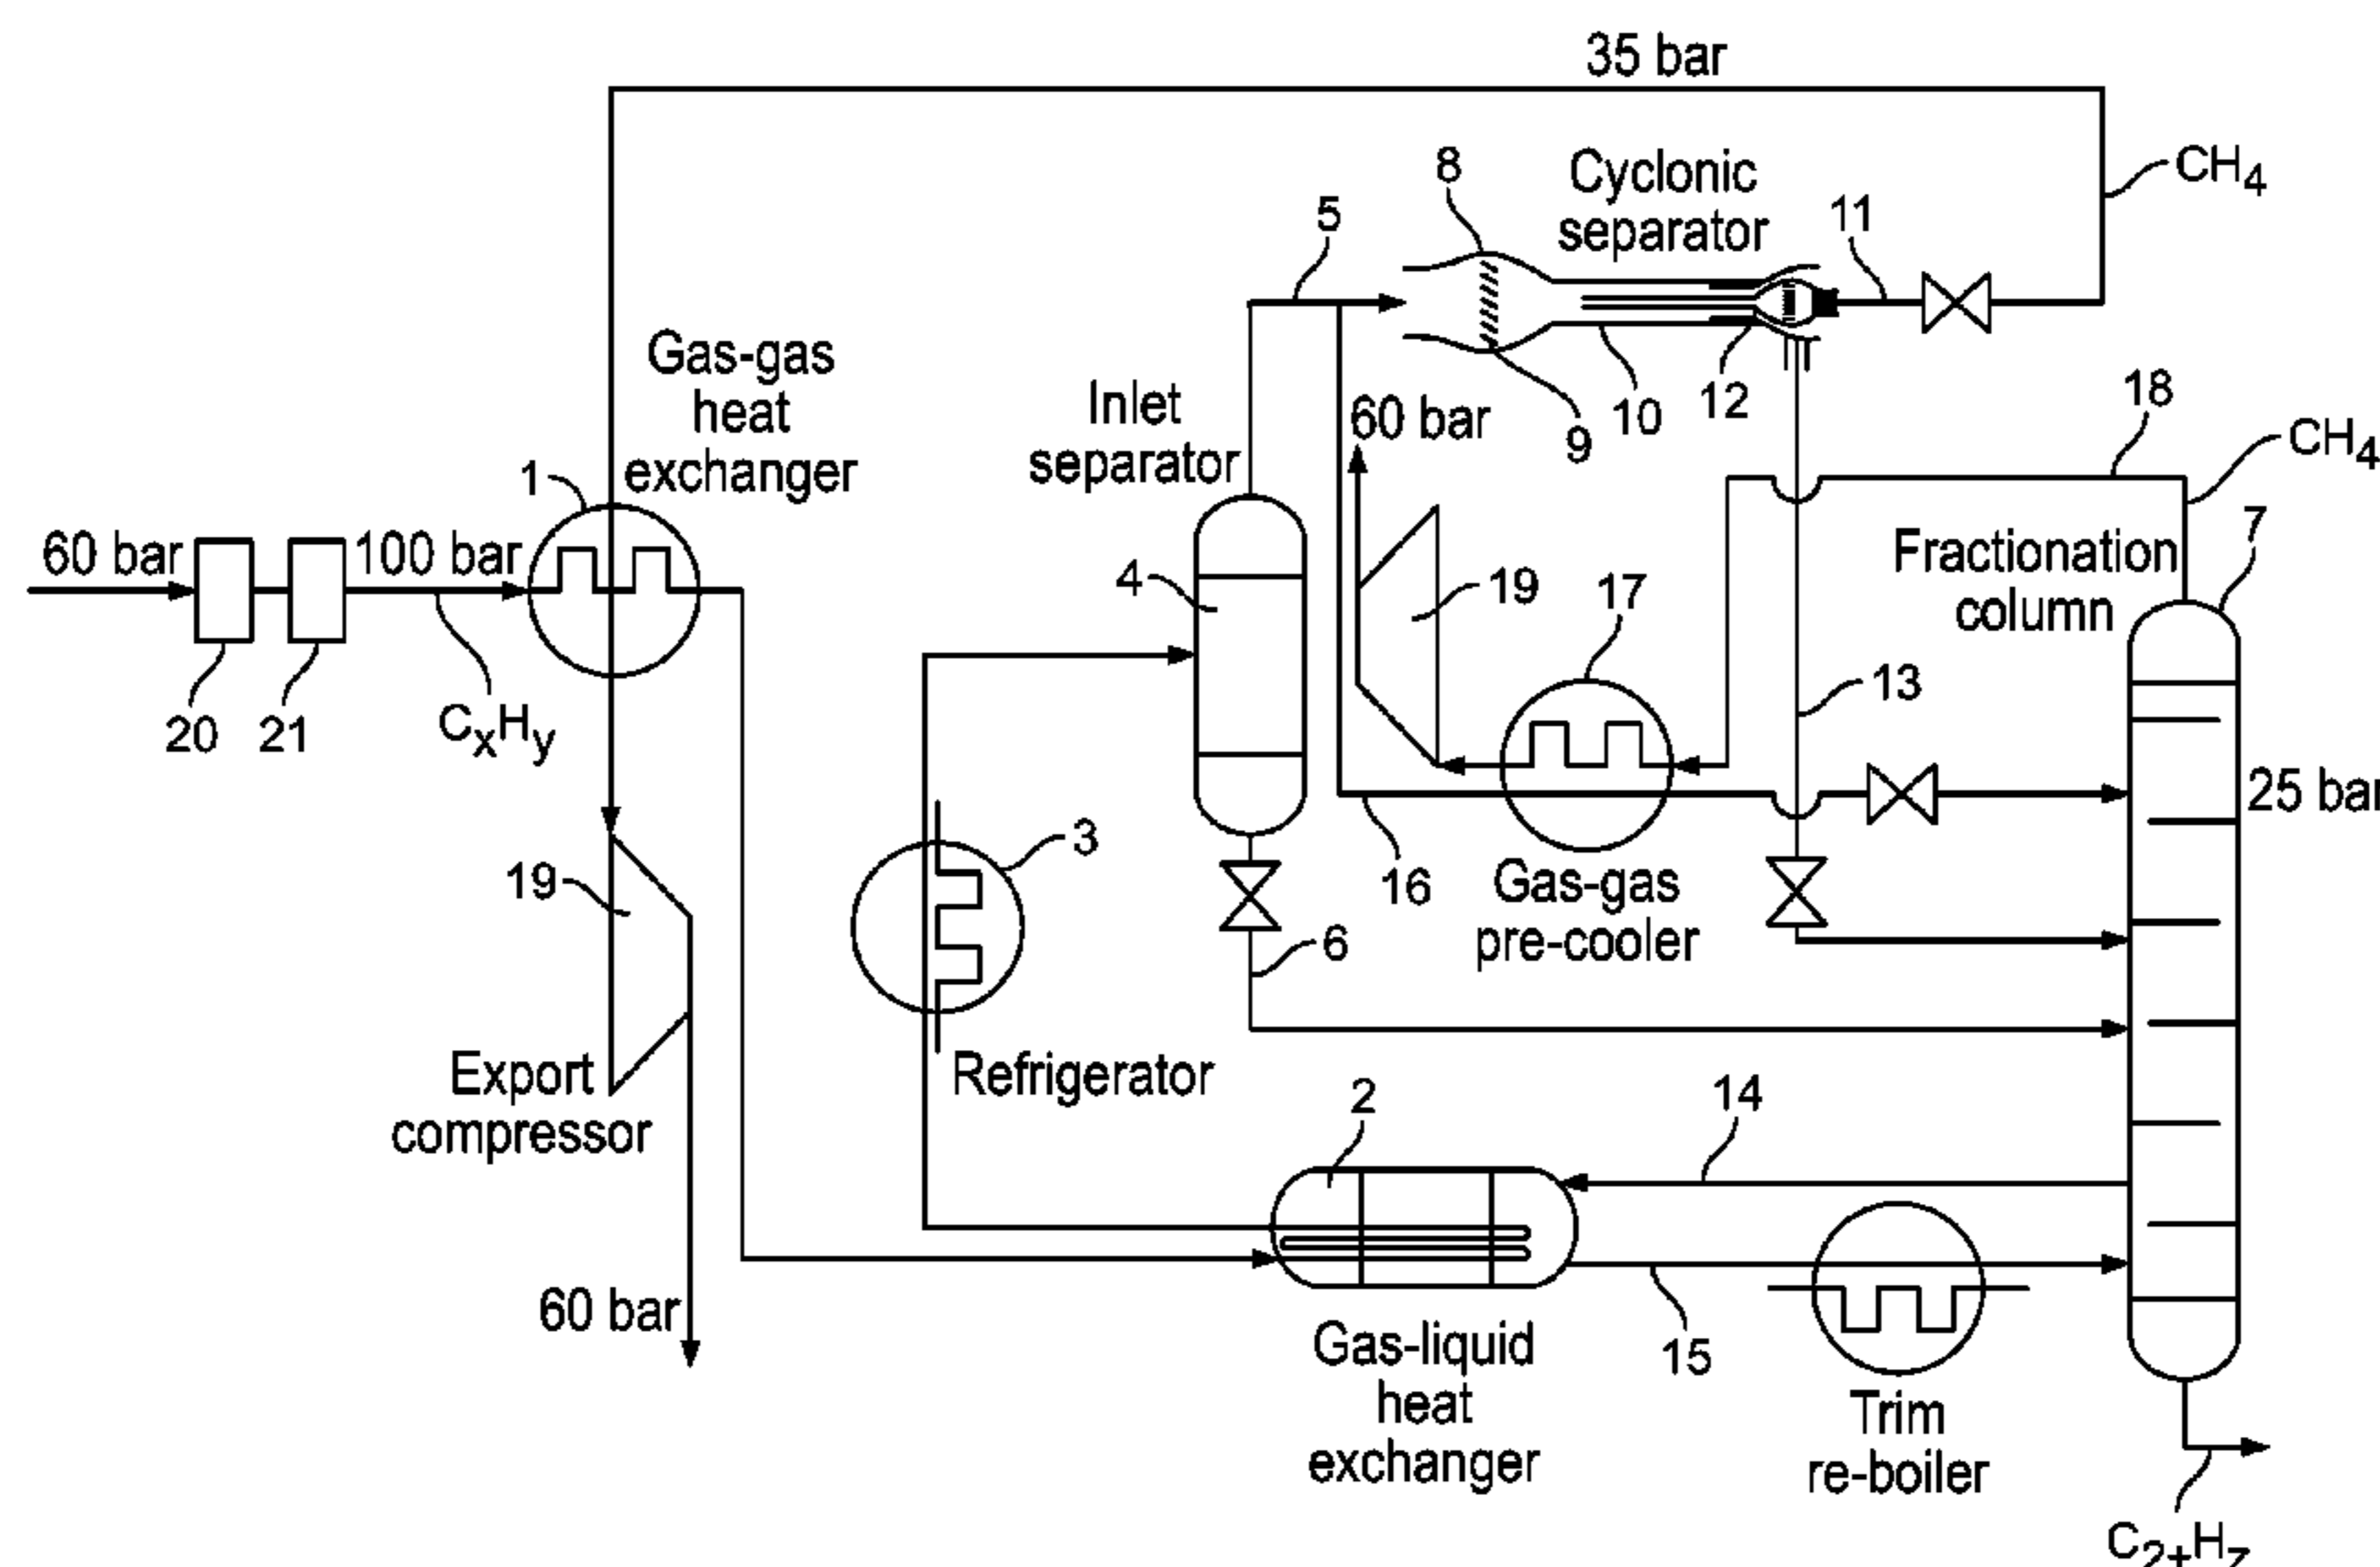 35 bar
CH4
8
Cyclonic
separator
11
5
Gas-gas
heat
exchanger
1
Inlet
separator
60 bar
9
10
12
18
CH4
7
Fractionation
column
60 bar
100 bar
4
19
17
20
21
CxHy
13
25 bar
3
19
16
Gas-gas
pre-cooler
6
Export
compressor
Refrigerator
2
14
60 bar
Gas-liquid
heat
exchanger
15
Trim
re-boiler
C2+Hz